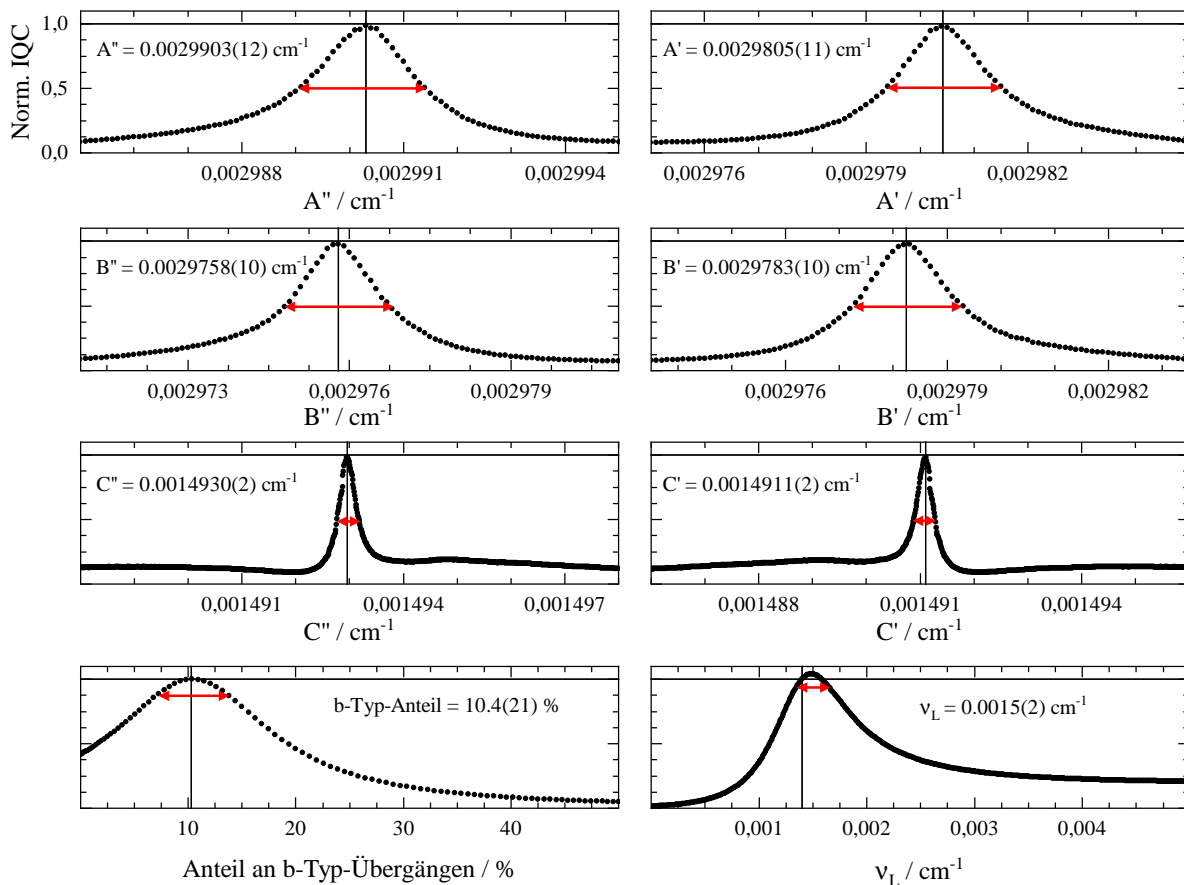 Norm. IQC
1,0
0,5
0,0
A'' = 0.0029903(12) cm⁻¹
0,002988 0,002991 0,002994
A'' / cm⁻¹
A' = 0.0029805(11) cm⁻¹
0,002976 0,002979 0,002982
A' / cm⁻¹
B'' = 0.0029758(10) cm⁻¹
0,002973 0,002976 0,002979
B'' / cm⁻¹
B' = 0.0029783(10) cm⁻¹
0,002976 0,002979 0,002982
B' / cm⁻¹
C'' = 0.0014930(2) cm⁻¹
0,001491 0,001494 0,001497
C'' / cm⁻¹
C' = 0.0014911(2) cm⁻¹
0,001488 0,001491 0,001494
C' / cm⁻¹
b-Typ-Anteil = 10.4(21) %
10 20 30 40
Anteil an b-Typ-Übergängen / %
ν_L = 0.0015(2) cm⁻¹
0,001 0,002 0,003 0,004
ν_L / cm⁻¹